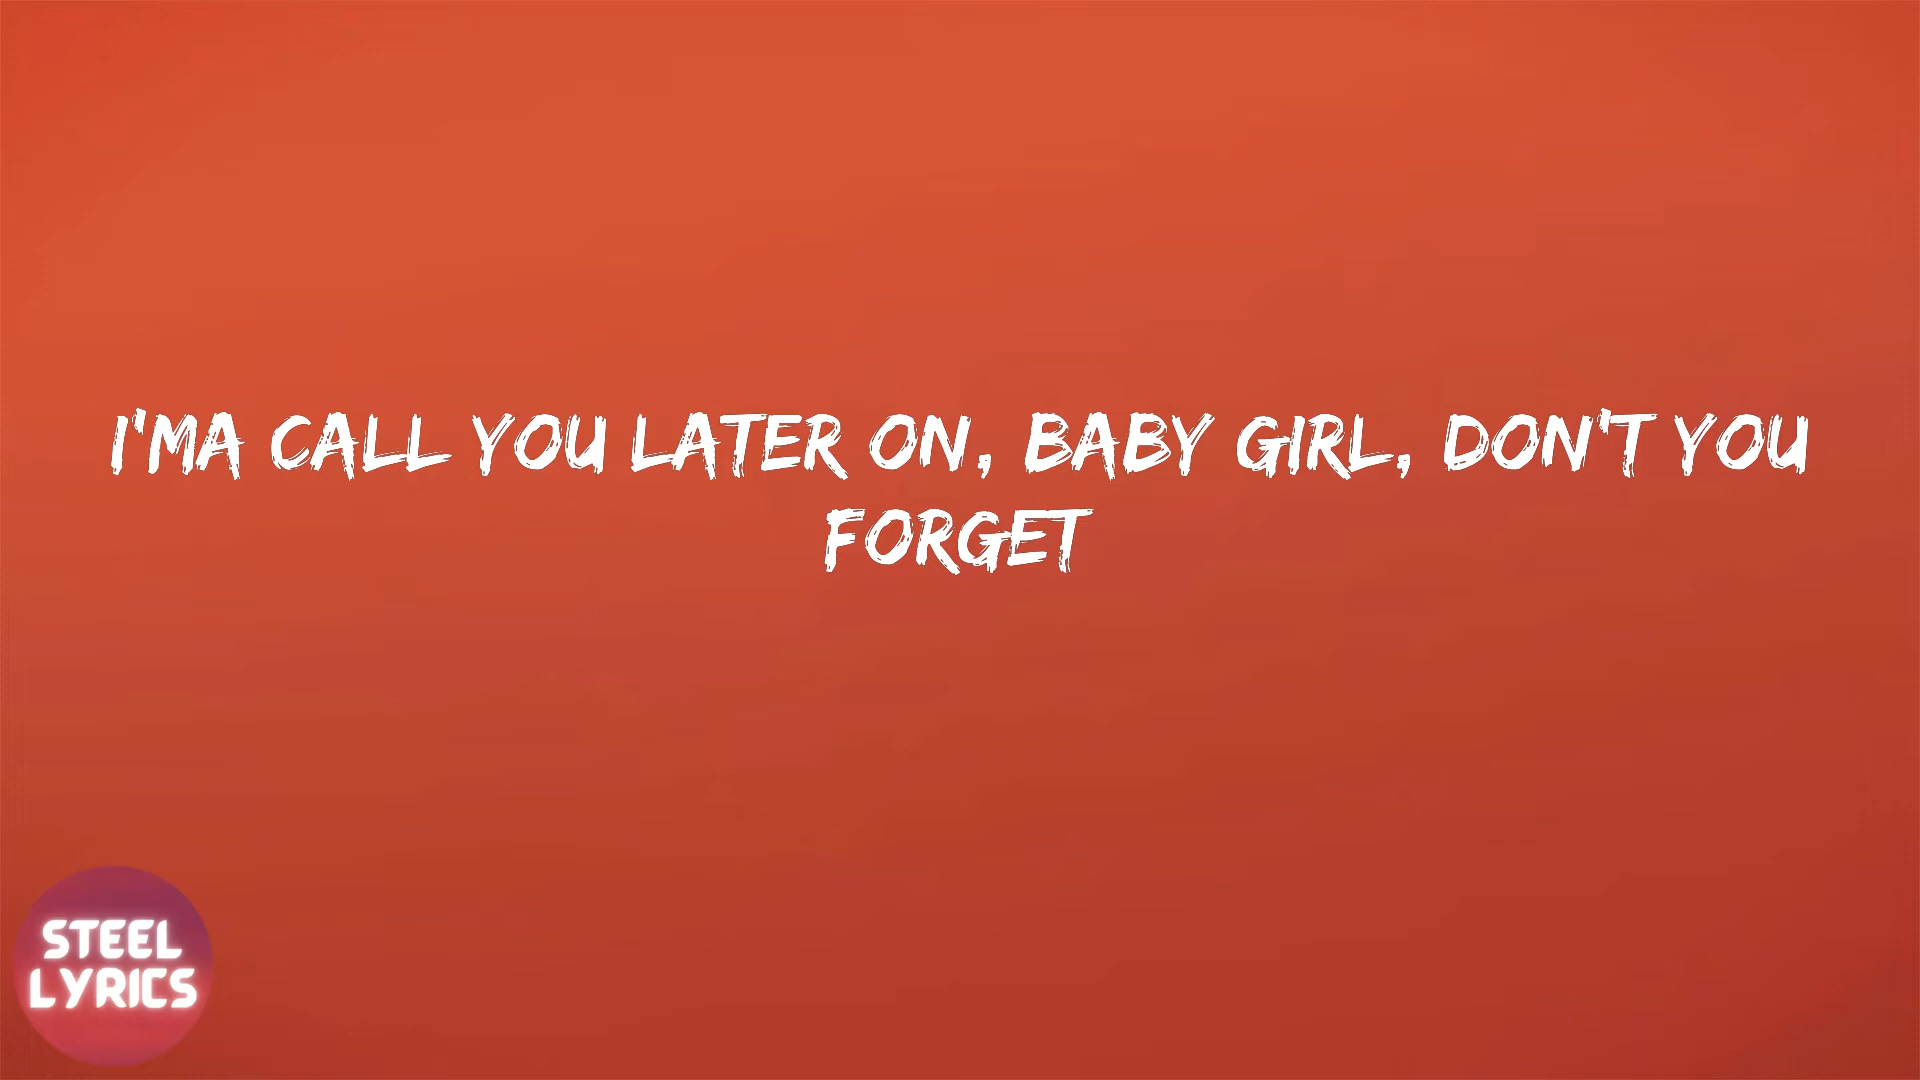 I'MA CALL YOU LATER ON, BABY GIRL, DON'T YOU
FORGET
STEEL
LYRICS